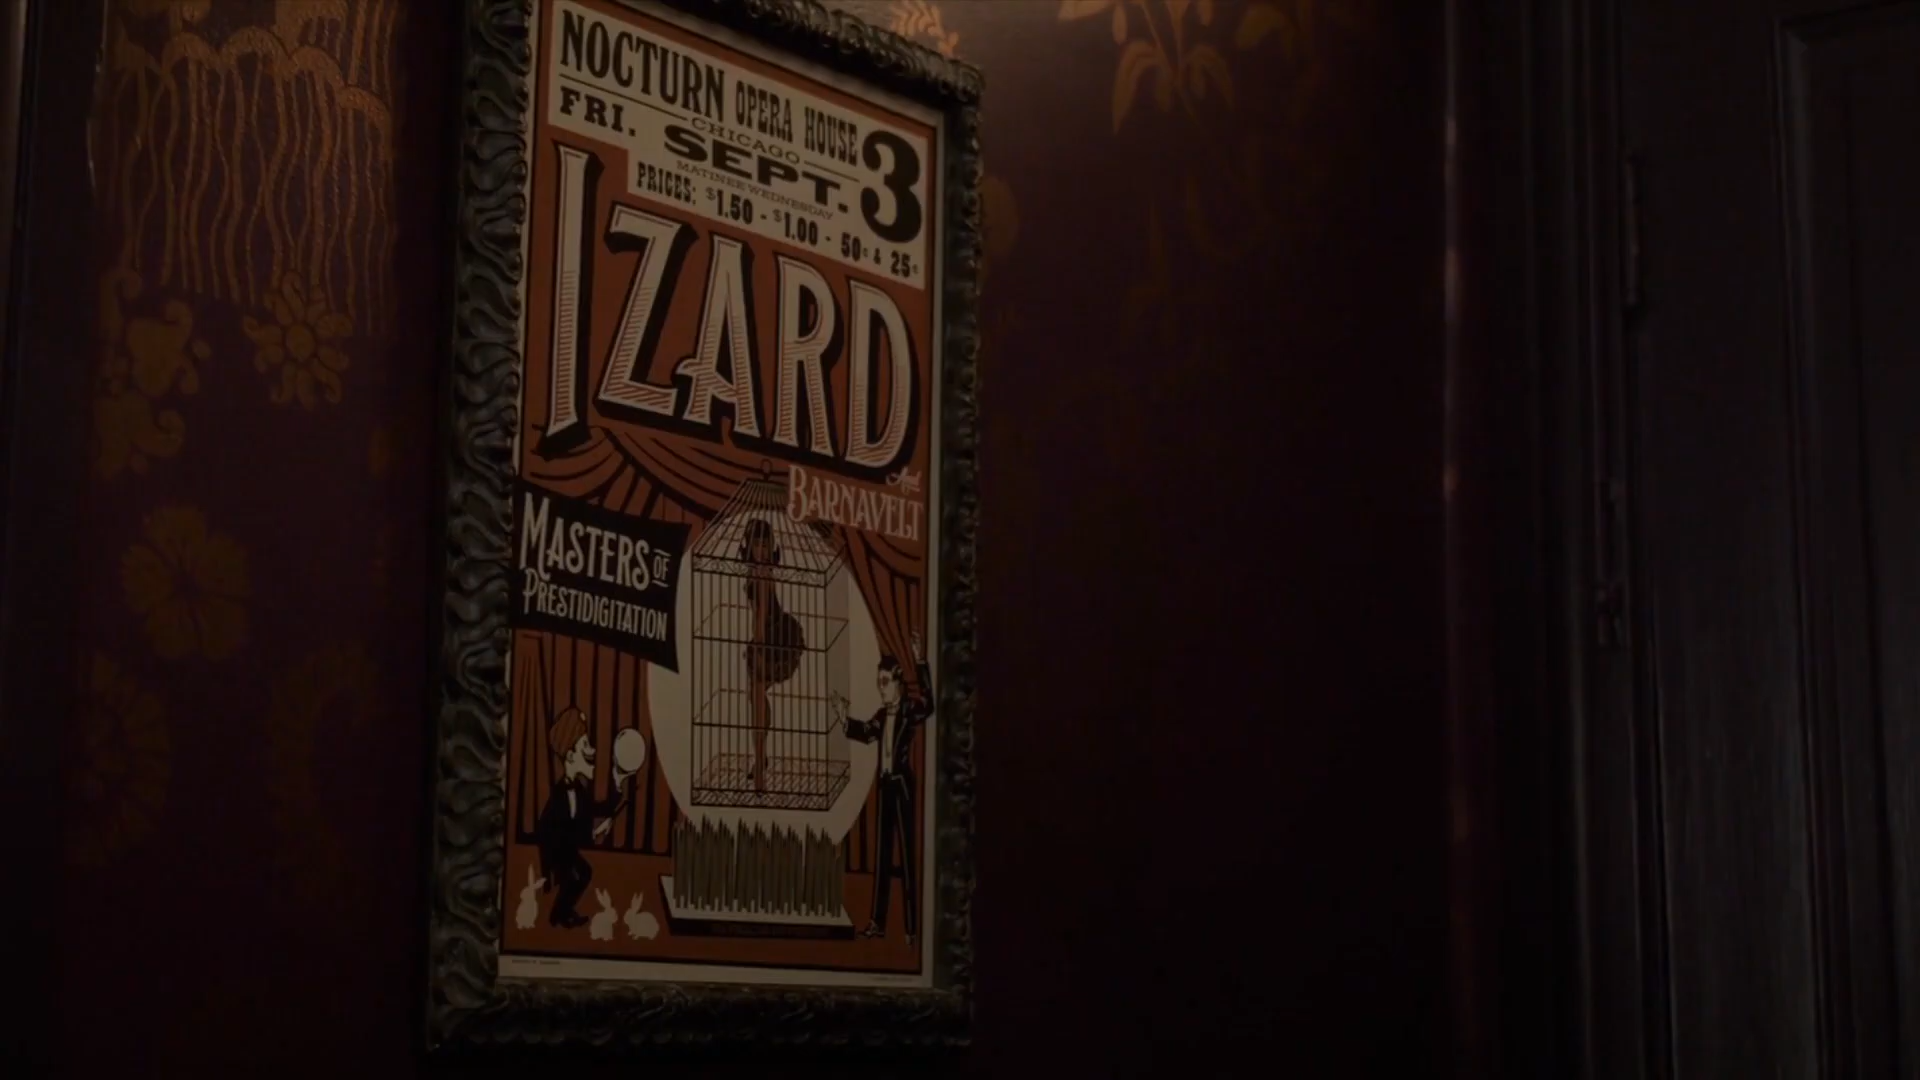 NOCTURN OPERA HOUSE
CHICAGO
FRI. SEPT. 3
MATINEE WEDNESDAY
PRICES: $1.50 - $1.00 - 50¢ & 25¢
IZARD
And
BARNAVELT
MASTERS OF
PRESTIDIGITATION